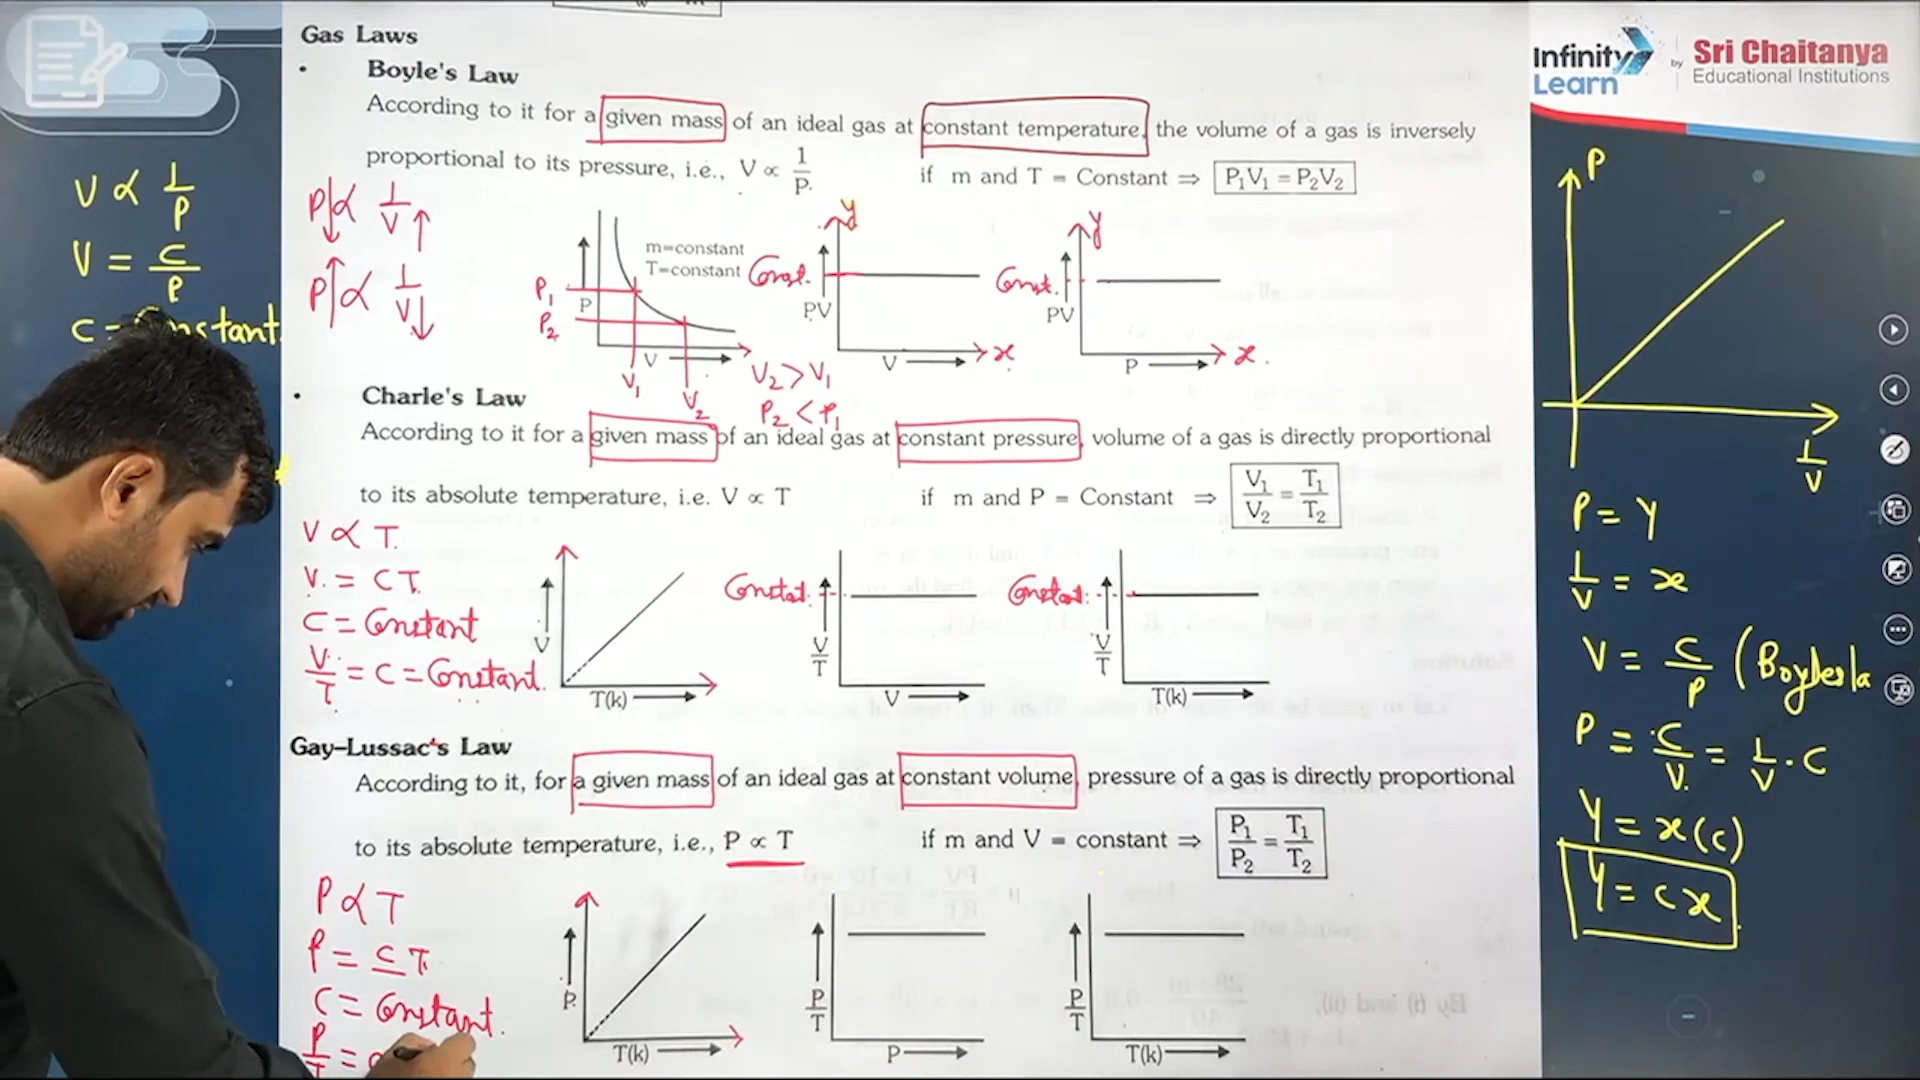 Gas Laws
• Boyle's Law
According to it for a given mass of an ideal gas at constant temperature, the volume of a gas is inversely
proportional to its pressure, i.e., V ∝ 1/P. if m and T = Constant ⇒ P₁V₁ = P₂V₂
P ∝ 1/V
P ∝ 1/V
m=constant
T=constant
P₁
P₂
P
V
V₁
V₂
V₂ > V₁
P₂ < P₁
y
Const.
PV
V
x
y
Const.
PV
P
x
• Charle's Law
According to it for a given mass of an ideal gas at constant pressure, volume of a gas is directly proportional
to its absolute temperature, i.e. V ∝ T if m and P = Constant ⇒ V₁/V₂ = T₁/T₂
V ∝ T.
V. = CT.
C = Constant
V/T = C = Constant.
V
T(k)
Constat.
V/T
V
Constat.
V/T
T(k)
Gay–Lussac's Law
According to it, for a given mass of an ideal gas at constant volume, pressure of a gas is directly proportional
to its absolute temperature, i.e., P ∝ T if m and V = constant ⇒ P₁/P₂ = T₁/T₂
P ∝ T
P = CT
C = Constant.
P
T(k)
P/T
P
P/T
T(k)
V ∝ 1/P
V = C/P
Infinity Learn
by
Sri Chaitanya
Educational Institutions
P
1/V
P = Y
1/V = x
V = C/P
P = C/V = 1/V . C
Y = x(c)
Y = cx